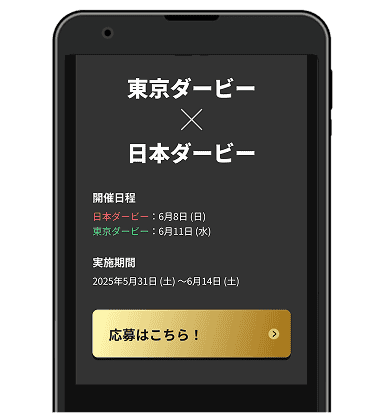 東京ダービー
×
日本ダービー
開催日程
日本ダービー：6月8日 (日)
東京ダービー：6月11日 (水)
実施期間
2025年5月31日 (土) ～6月14日 (土)
応募はこちら！